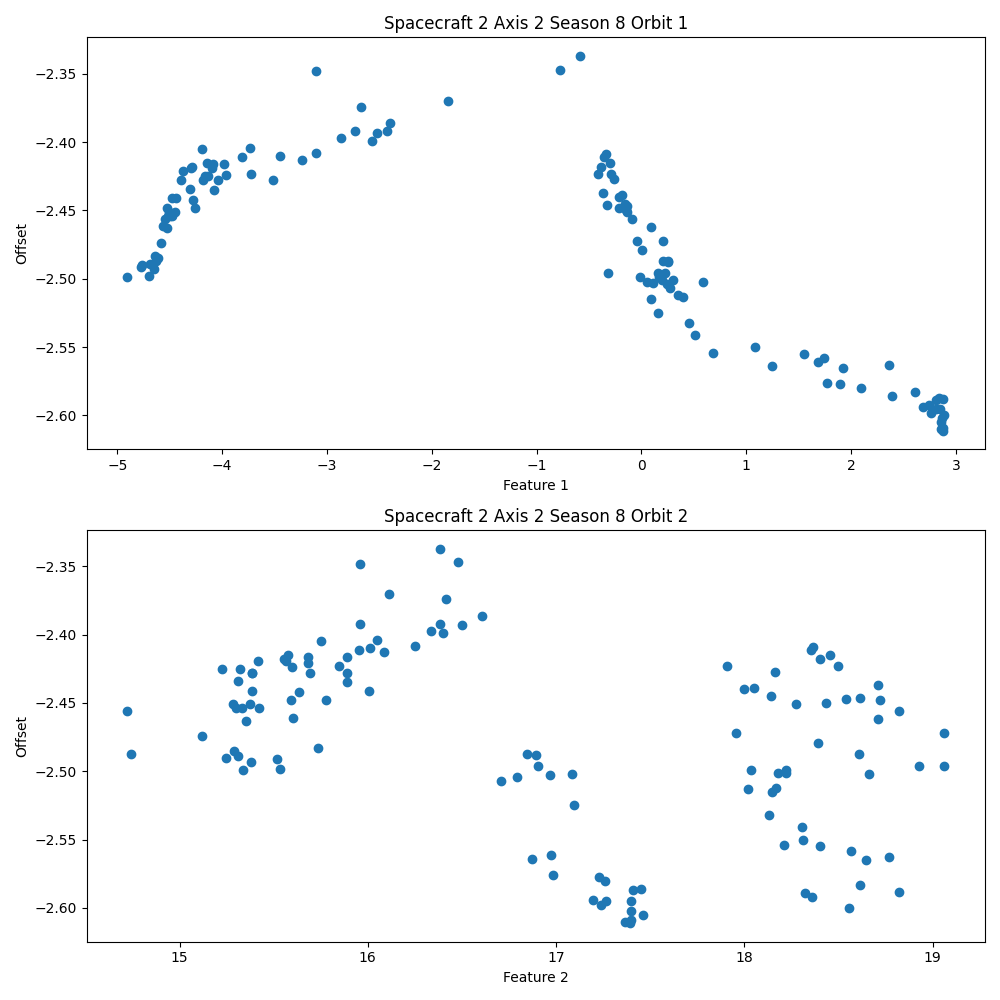 Spacecraft 2 Axis 2 Season 8 Orbit 1
−2.35
−2.40
−2.45
−2.50
−2.55
−2.60
Offset
−5 −4 −3 −2 −1 0 1 2 3
Feature 1
Spacecraft 2 Axis 2 Season 8 Orbit 2
−2.35
−2.40
−2.45
−2.50
−2.55
−2.60
Offset
15 16 17 18 19
Feature 2